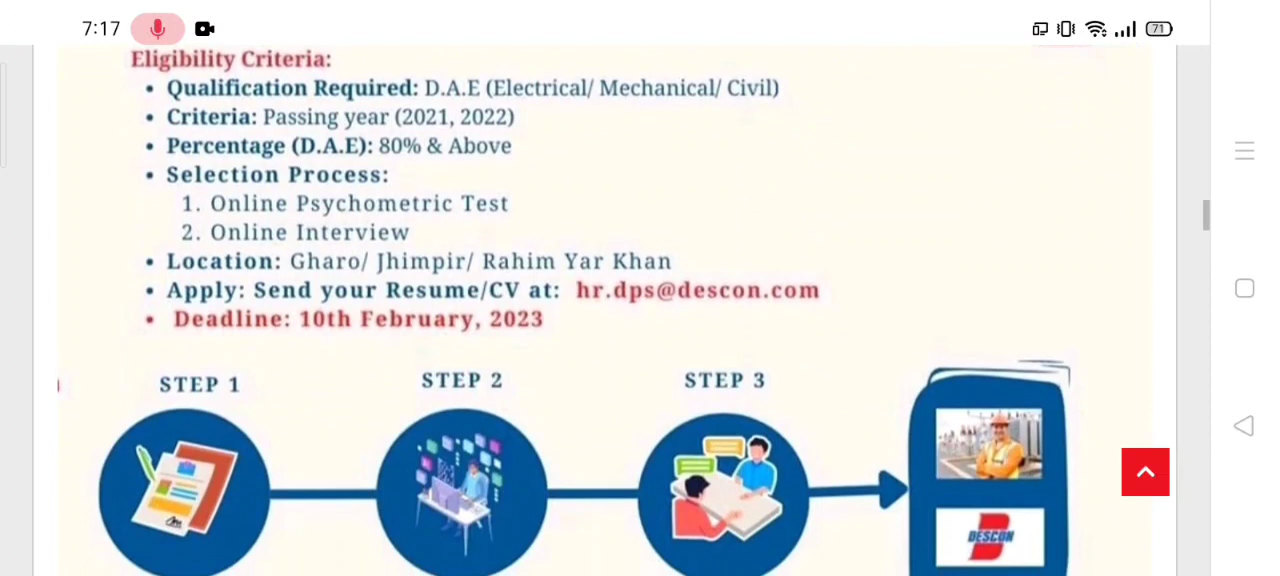 7:17
71
Eligibility Criteria:
• Qualification Required: D.A.E (Electrical/ Mechanical/ Civil)
• Criteria: Passing year (2021, 2022)
• Percentage (D.A.E): 80% & Above
• Selection Process:
1. Online Psychometric Test
2. Online Interview
• Location: Gharo/ Jhimpir/ Rahim Yar Khan
• Apply: Send your Resume/CV at: hr.dps@descon.com
• Deadline: 10th February, 2023
STEP 1
STEP 2
STEP 3
DESCON